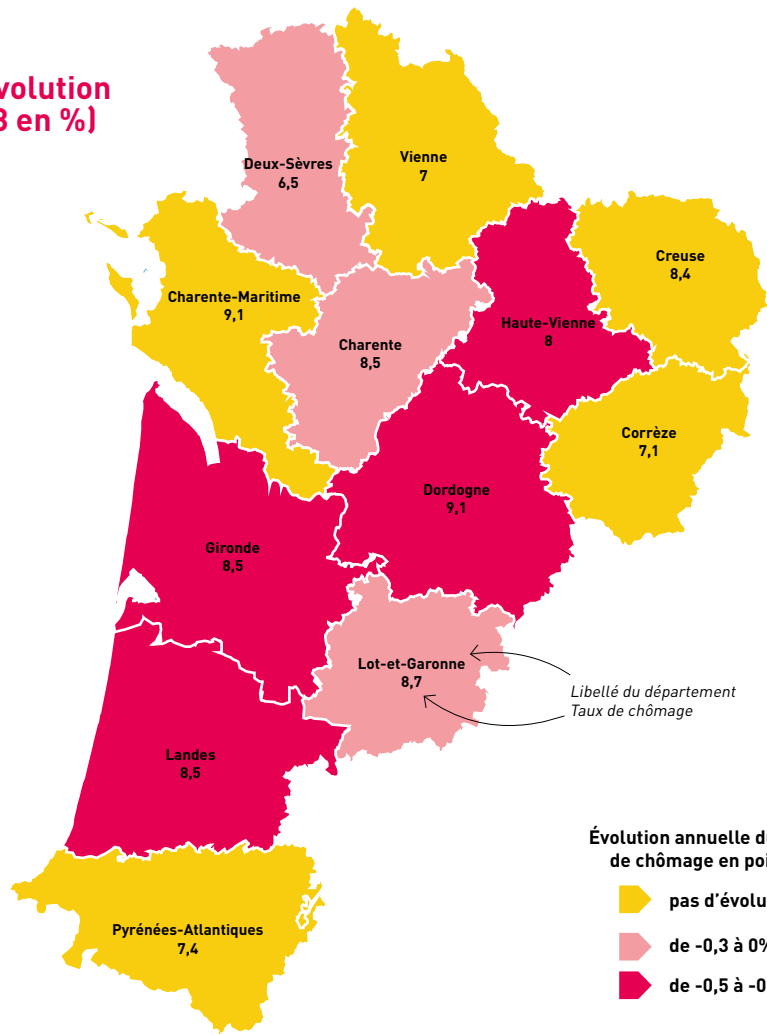 volution
en %)
Deux-Sèvres
6,5
Vienne
7
Creuse
8,4
Charente-Maritime
9,1
Haute-Vienne
8
Charente
8,5
Corrèze
7,1
Dordogne
9,1
Gironde
8,5
Lot-et-Garonne
8,7
Libellé du département
Taux de chômage
Landes
8,5
Évolution annuelle d
de chômage en poi
pas d'évolu
de -0,3 à 0%
de -0,5 à -0
Pyrénées-Atlantiques
7,4